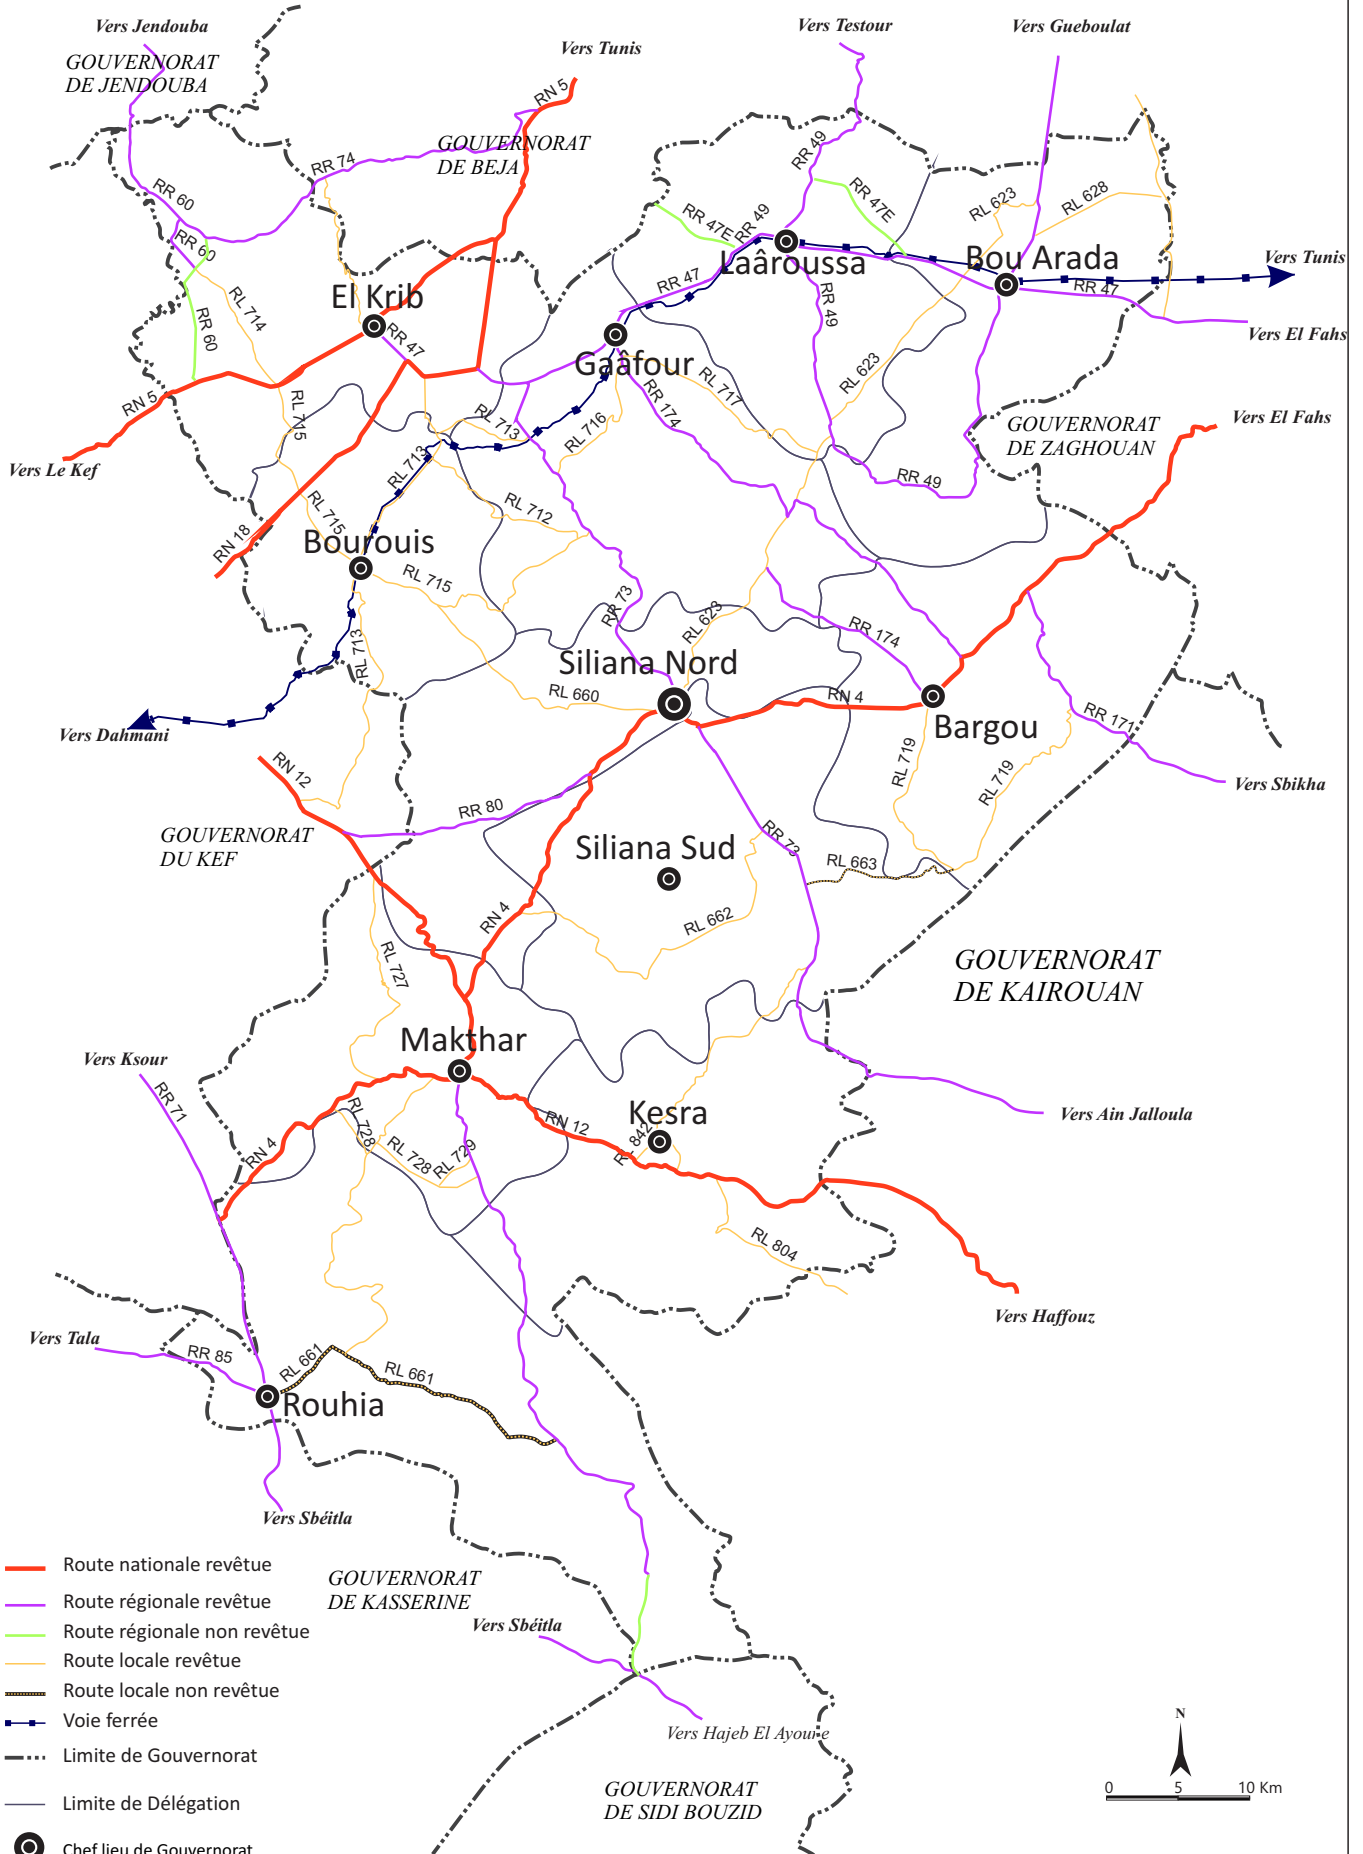 Vers Jendouba
Vers Testour
Vers Gueboulat
Vers Tunis
GOUVERNORAT
DE JENDOUBA
RN 5
GOUVERNORAT
DE BEJA
RR 74
RR 49
RR 60
RR 47E
RL 623
RL 628
RR 47E
RR 49
RR 60
Laâroussa
Bou Arada
Vers Tunis
RR 47
RR 47
El Krib
RL 714
RR 60
RR 47
RR 49
Vers El Fahs
Gaâfour
RL 623
RL 717
RR 174
RN 5
RL 715
RL 713
RL 716
Vers El Fahs
GOUVERNORAT
DE ZAGHOUAN
Vers Le Kef
RL 713
RR 49
RL 715
RL 712
RN 18
Bourouis
RL 715
RR 73
RL 623
RR 174
RL 713
Siliana Nord
RL 660
RN 4
Bargou
RR 171
Vers Dahmani
RN 12
RL 719
RL 719
Vers Sbikha
RR 80
GOUVERNORAT
DU KEF
Siliana Sud
RR 73
RL 663
RN 4
RL 662
RL 727
GOUVERNORAT
DE KAIROUAN
Makthar
Vers Ksour
RR 71
Kesra
Vers Ain Jalloula
RL 728
RN 12
RL 842
RN 4
RL 728
RL 729
RL 804
Vers Haffouz
Vers Tala
RR 85
RL 661
RL 661
Rouhia
Vers Sbéitla
Route nationale revêtue
GOUVERNORAT
DE KASSERINE
Route régionale revêtue
Vers Sbéitla
Route régionale non revêtue
Route locale revêtue
Route locale non revêtue
Voie ferrée
Vers Hajeb El Ayoune
N
Limite de Gouvernorat
GOUVERNORAT
DE SIDI BOUZID
0 5 10 Km
Limite de Délégation
Chef lieu de Gouvernorat